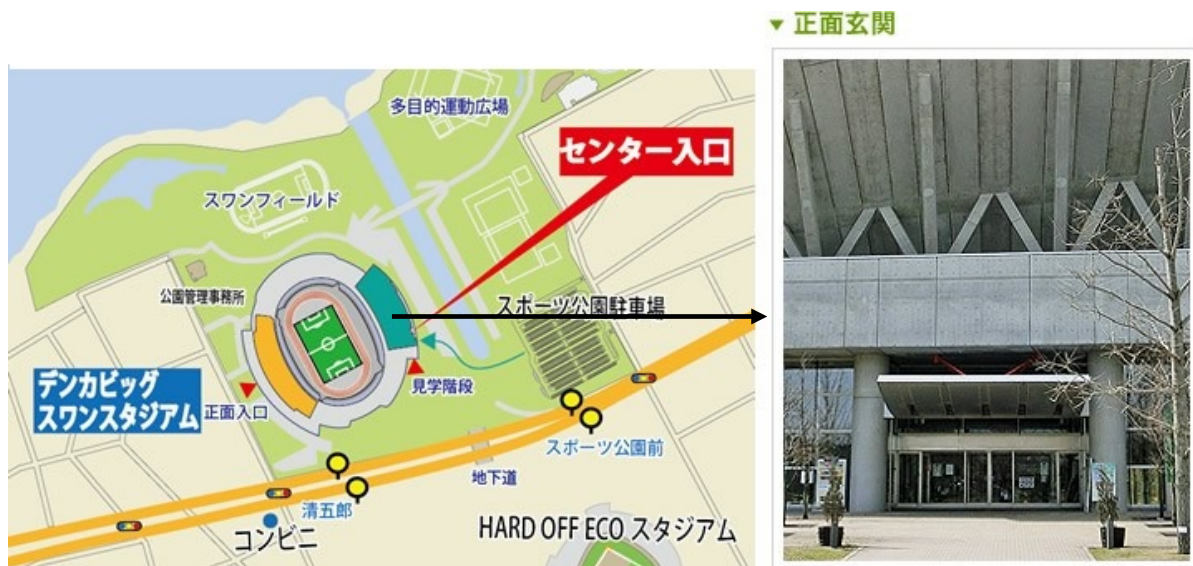 ▼ 正面玄関
多目的運動広場
センター入口
スワンフィールド
公園管理事務所
スポーツ公園駐車場
デンカビッグ
スワンスタジアム
正面入口
見学階段
スポーツ公園前
地下道
清五郎
コンビニ
HARD OFF ECO スタジアム